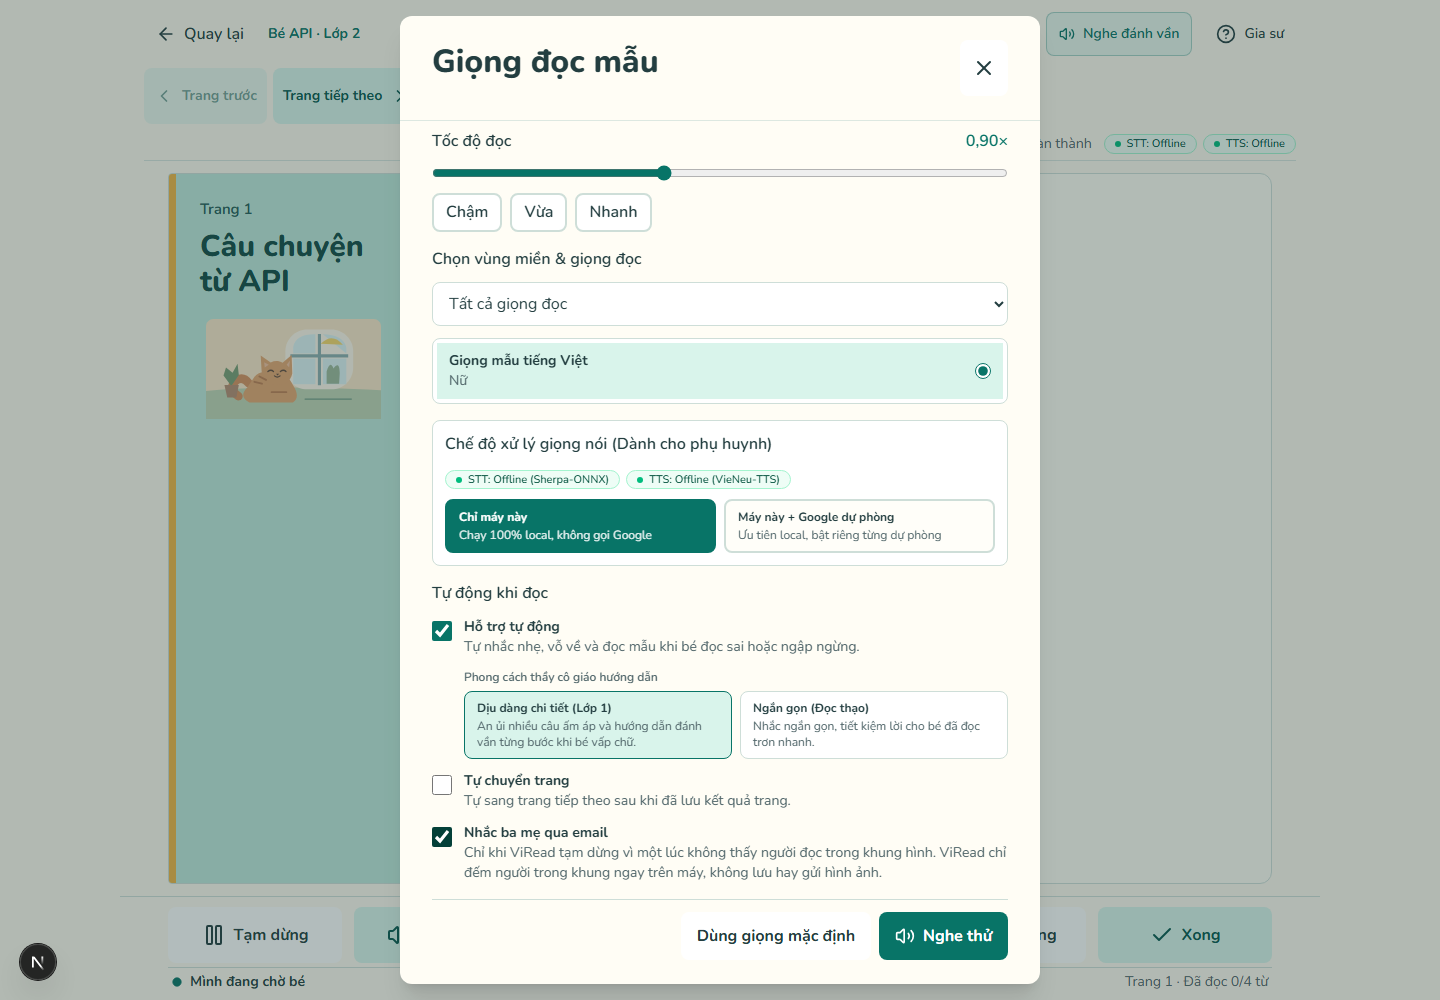 Quay lại
Bé API · Lớp 2
Nghe đánh vần
Gia sư
Trang trước
Trang tiếp theo
àn thành
STT: Offline
TTS: Offline
Trang 1
Câu chuyện
từ API
Giọng đọc mẫu
Tốc độ đọc
0,90×
Chậm
Vừa
Nhanh
Chọn vùng miền & giọng đọc
Tất cả giọng đọc
Giọng mẫu tiếng Việt
Nữ
Chế độ xử lý giọng nói (Dành cho phụ huynh)
STT: Offline (Sherpa-ONNX)
TTS: Offline (VieNeu-TTS)
Chỉ máy này
Chạy 100% local, không gọi Google
Máy này + Google dự phòng
Ưu tiên local, bật riêng từng dự phòng
Tự động khi đọc
Hỗ trợ tự động
Tự nhắc nhẹ, vỗ về và đọc mẫu khi bé đọc sai hoặc ngập ngừng.
Phong cách thầy cô giáo hướng dẫn
Dịu dàng chi tiết (Lớp 1)
An ủi nhiều câu ấm áp và hướng dẫn đánh
vần từng bước khi bé vấp chữ.
Ngắn gọn (Đọc thạo)
Nhắc ngắn gọn, tiết kiệm lời cho bé đã đọc
trơn nhanh.
Tự chuyển trang
Tự sang trang tiếp theo sau khi đã lưu kết quả trang.
Nhắc ba mẹ qua email
Chỉ khi ViRead tạm dừng vì một lúc không thấy người đọc trong khung hình. ViRead chỉ
đếm người trong khung ngay trên máy, không lưu hay gửi hình ảnh.
Dùng giọng mặc định
Nghe thử
Tạm dừng
ng
Xong
N
Mình đang chờ bé
Trang 1 · Đã đọc 0/4 từ